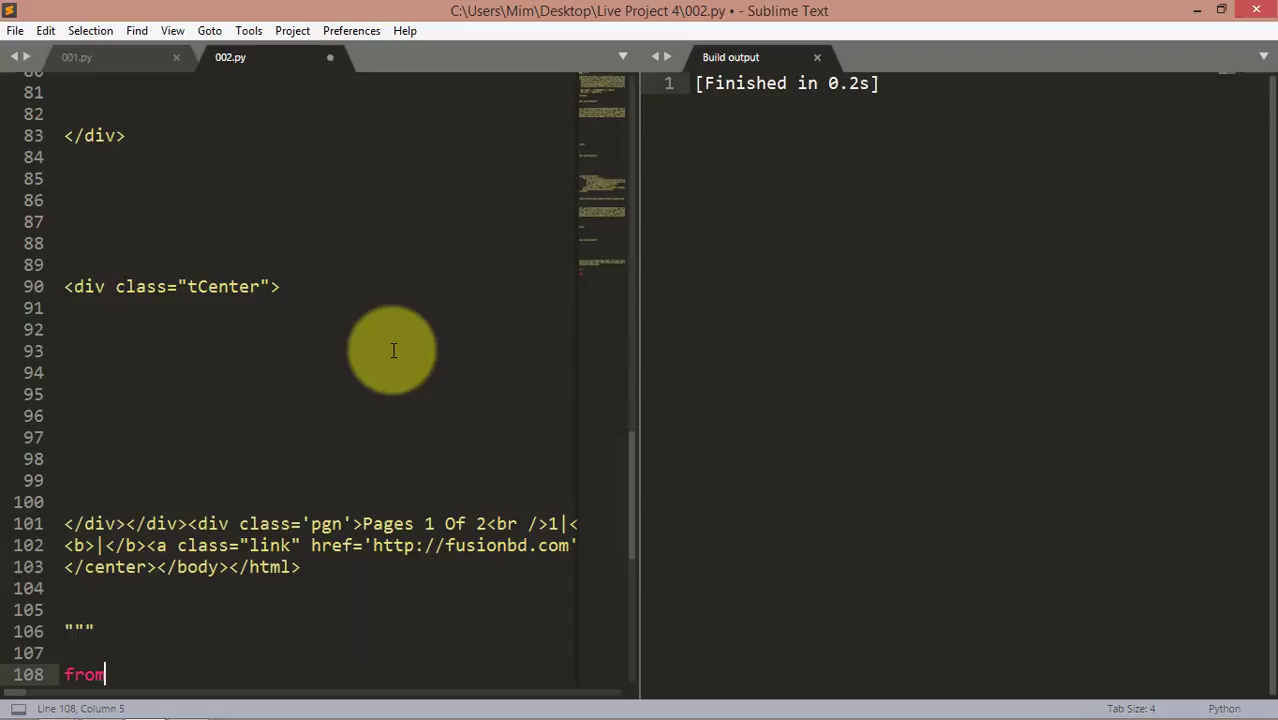 C:\Users\Mim\Desktop\Live Project 4\002.py • - Sublime Text
File Edit Selection Find View Goto Tools Project Preferences Help
001.py 002.py Build output
1 [Finished in 0.2s]
81
82
83 </div>
84
85
86
87
88
89
90 <div class="tCenter">
91
92
93
94
95
96
97
98
99
100
101 </div></div><div class='pgn'>Pages 1 Of 2<br />1|<
102 <b>|</b><a class="link" href='http://fusionbd.com'
103 </center></body></html>
104
105
106 """
107
108 from
Line 108, Column 5 Tab Size: 4 Python